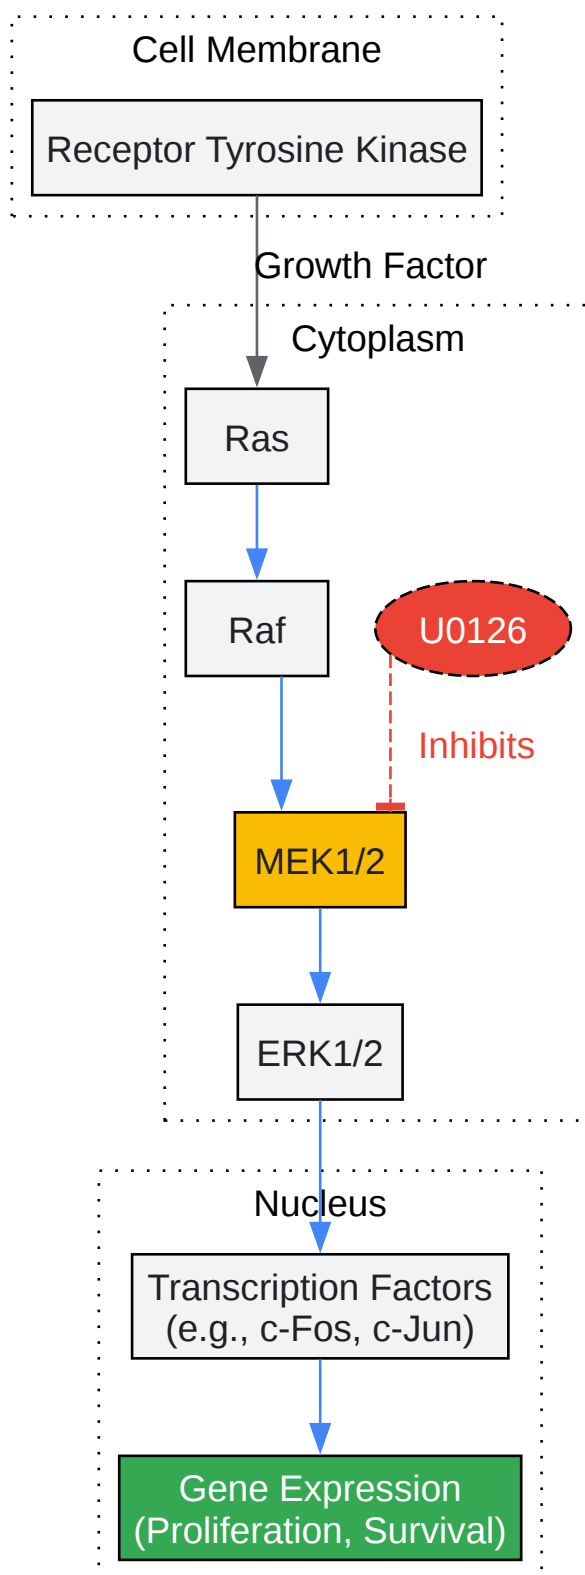 Cell Membrane
Receptor Tyrosine Kinase
Growth Factor
Cytoplasm
Ras
Raf
U0126
Inhibits
MEK1/2
ERK1/2
Nucleus
Transcription Factors
(e.g., c-Fos, c-Jun)
Gene Expression
(Proliferation, Survival)